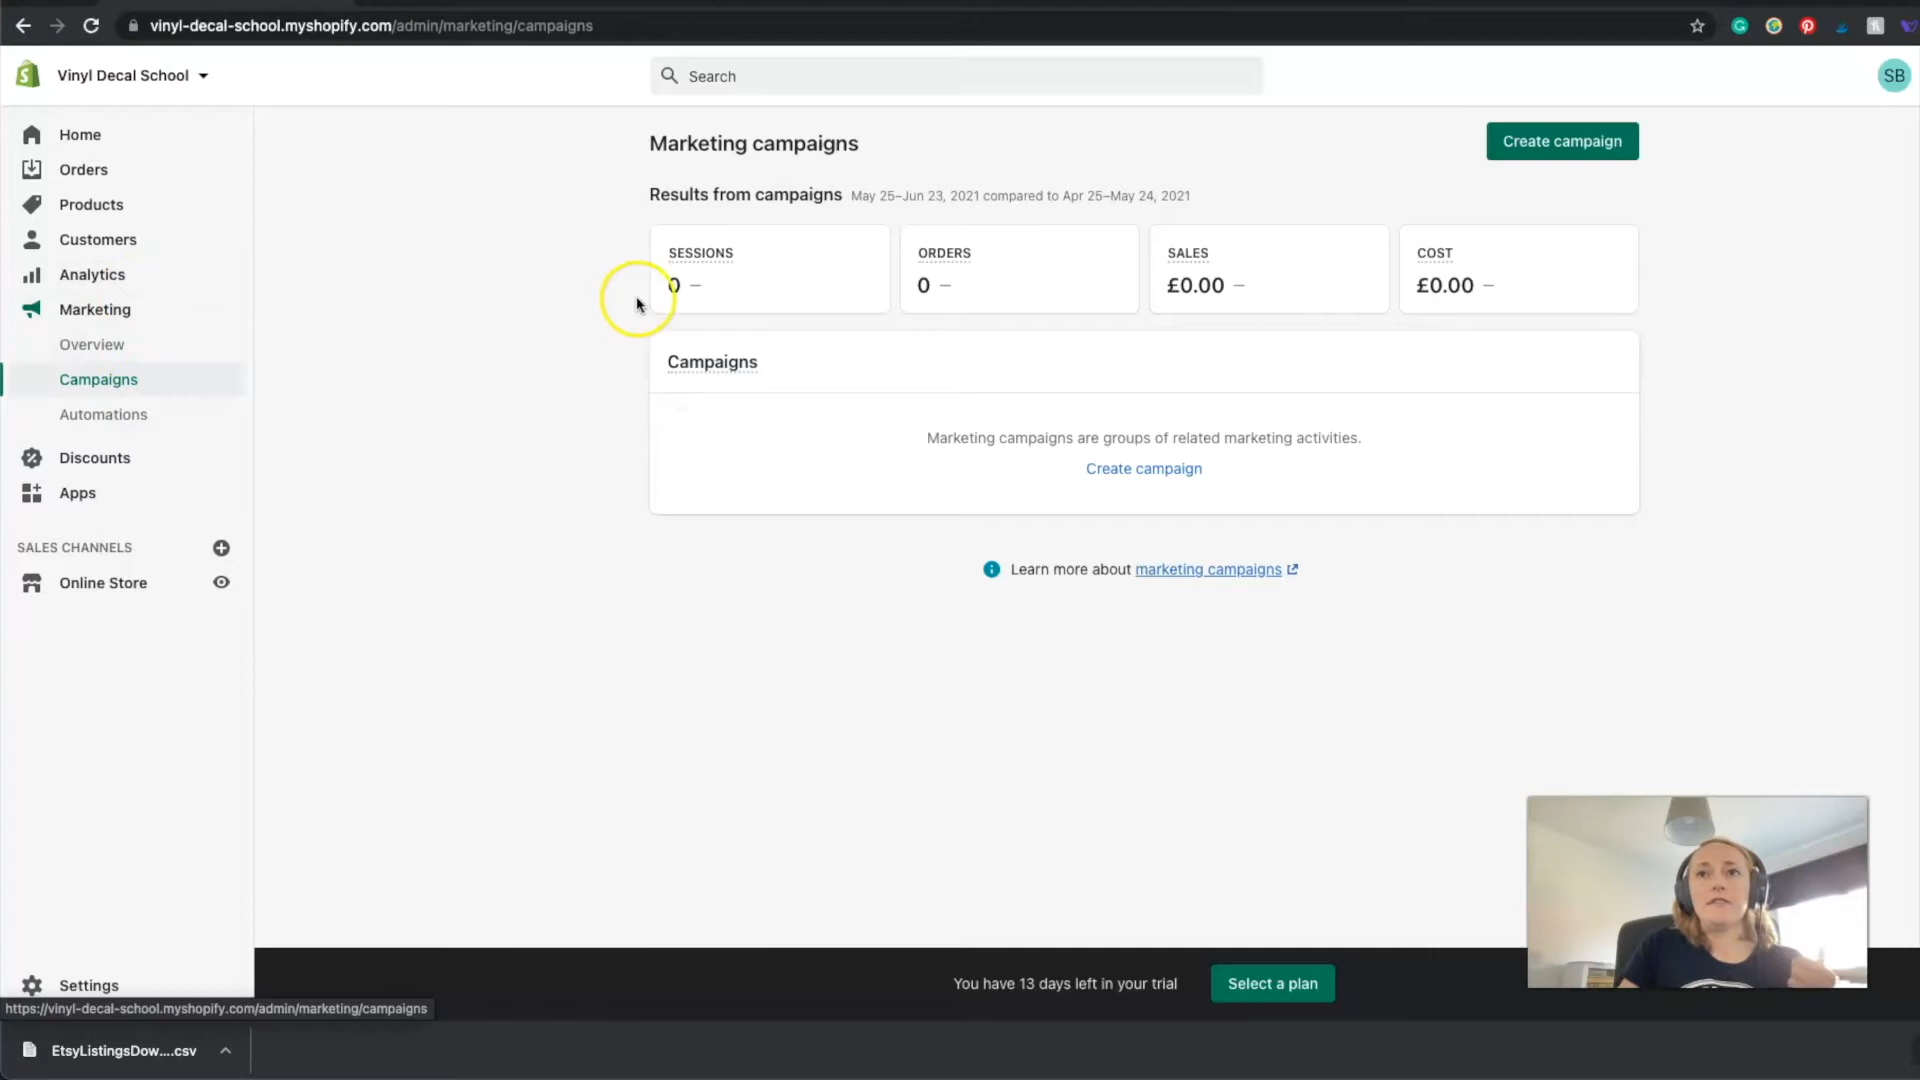 vinyl-decal-school.myshopify.com/admin/marketing/campaigns
Vinyl Decal School
Search
SB
Home
Orders
Products
Customers
Analytics
Marketing
Overview
Campaigns
Automations
Discounts
Apps
SALES CHANNELS
Online Store
Settings
Marketing campaigns
Create campaign
Results from campaigns May 25–Jun 23, 2021 compared to Apr 25–May 24, 2021
SESSIONS ORDERS SALES COST
0 – 0 – £0.00 – £0.00 –
Campaigns
Marketing campaigns are groups of related marketing activities.
Create campaign
Learn more about marketing campaigns
You have 13 days left in your trial Select a plan
https://vinyl-decal-school.myshopify.com/admin/marketing/campaigns
EtsyListingsDow....csv